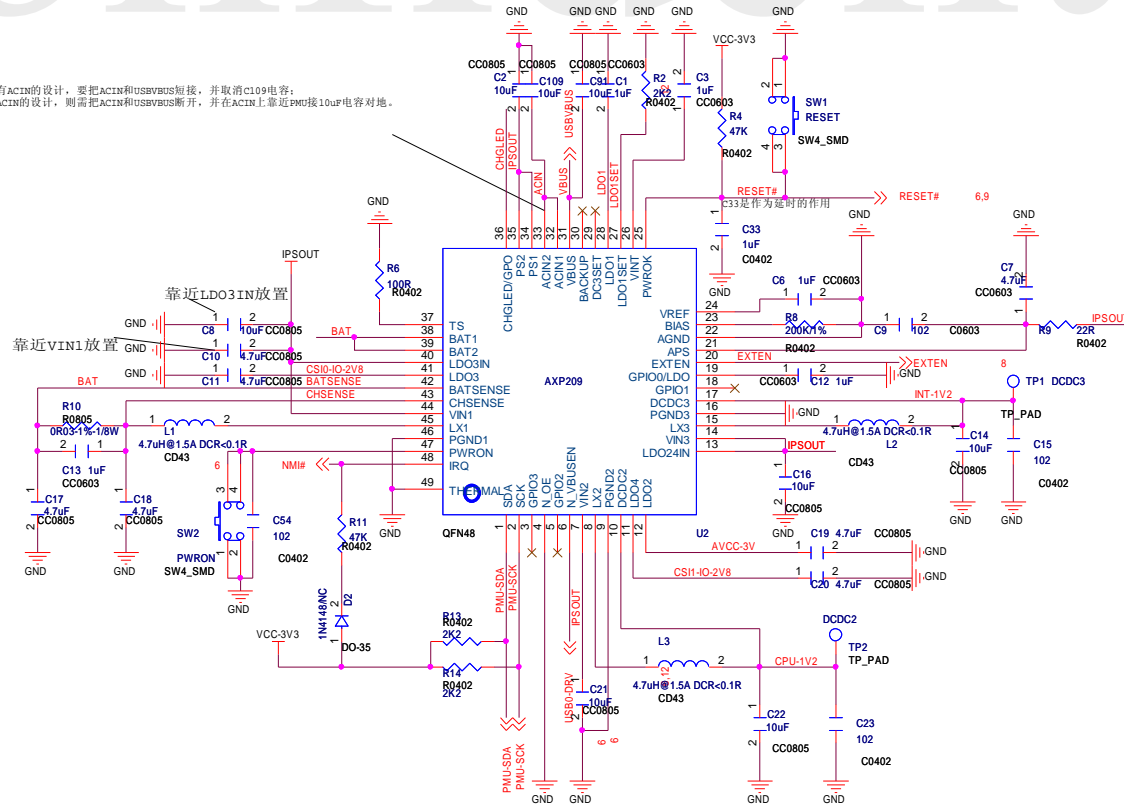 GND
GND
GND
GND
GND
GND
VCC-3V3
有ACIN的设计，要把ACIN和USBVBUS短接，并取消C109电容；
ACIN的设计，则需把ACIN和USBVBUS断开，并在ACIN上靠近PMU接10uF电容对地。
CC0805
CC0805
CC0805
CC0603
C2
10uF
C109
10uF
C91
10uF
C1
1uF
R2
2K2
R0402
C3
1uF
CC0603
R4
47K
R0402
SW1
RESET
SW4_SMD
1
2
3
4
USBVBUS
CHGLED
IPSOUT
ACIN
VBUS
LDO1
LDO1SET
RESET#
RESET#
6,9
C33是作为延时的作用
C33
1uF
C0402
GND
36
35
34
33
32
31
30
29
28
27
26
25
CHGLED/GPO
PS2
PS1
ACIN2
ACIN1
VBUS
BACKUP
DC3SET
LDO1
LDO1SET
VINT
PWROK
GND
R6
100R
R0402
IPSOUT
靠近LDO3IN放置
GND
C8
10uF
CC0805
靠近VIN1放置
GND
C10
4.7uF
CC0805
GND
C11
4.7uF
CC0805
BAT
BAT
CSI0-IO-2V8
BATSENSE
CHSENSE
37 TS
38 BAT1
39 BAT2
40 LDO3IN
41 LDO3
42 BATSENSE
43 CHSENSE
44 VIN1
45 LX1
46 PGND1
47 PWRON
48 IRQ
49 THERMAL
AXP209
QFN48
U2
VREF 24
BIAS 23
AGND 22
APS 21
EXTEN 20
GPIO0/LDO 19
GPIO1 18
DCDC3 17
PGND3 16
LX3 15
VIN3 14
LDO24IN 13
GND
GND
C6
1uF
CC0603
C7
4.7uF
CC0603
R8
200K/1%
R0402
C9
102
C0603
R9
22R
R0402
IPSOUT
EXTEN
EXTEN
8
CC0603
C12 1uF
GND
INT-1V2
TP1 DCDC3
TP_PAD
GND
4.7uH@1.5A DCR<0.1R
L2
CD43
IPSOUT
C14
10uF
CC0805
C15
102
C0402
GND
GND
C16
10uF
CC0805
GND
R10
R0805
0R03-1%-1/8W
C13 1uF
CC0603
L1
4.7uH@1.5A DCR<0.1R
CD43
C17
4.7uF
CC0805
GND
C18
4.7uF
CC0805
GND
6
SW2
PWRON
SW4_SMD
C54
102
C0402
GND
NMI#
R11
47K
R0402
GND
1N4148/NC
D2
DO-35
VCC-3V3
SDA
SCK
GPIO3
N_OE
GPIO2
N_VBUSEN
VIN2
LX2
PGND2
DCDC2
LDO4
LDO2
1
2
3
4
5
6
7
8
9
10
11
12
PMU-SDA
PMU-SCK
IPSOUT
AVCC-3V
C19 4.7uF
CC0805
GND
CSI1-IO-2V8
C20 4.7uF
CC0805
GND
R13
R0402
2K2
R14
R0402
2K2
PMU-SDA
PMU-SCK
USB0-DRV
C21
10uF
CC0805
6
6
L3
4.7uH@1.5A DCR<0.1R
CD43
CPU-1V2
DCDC2
TP2
TP_PAD
C22
10uF
CC0805
C23
102
C0402
GND
GND
GND
GND